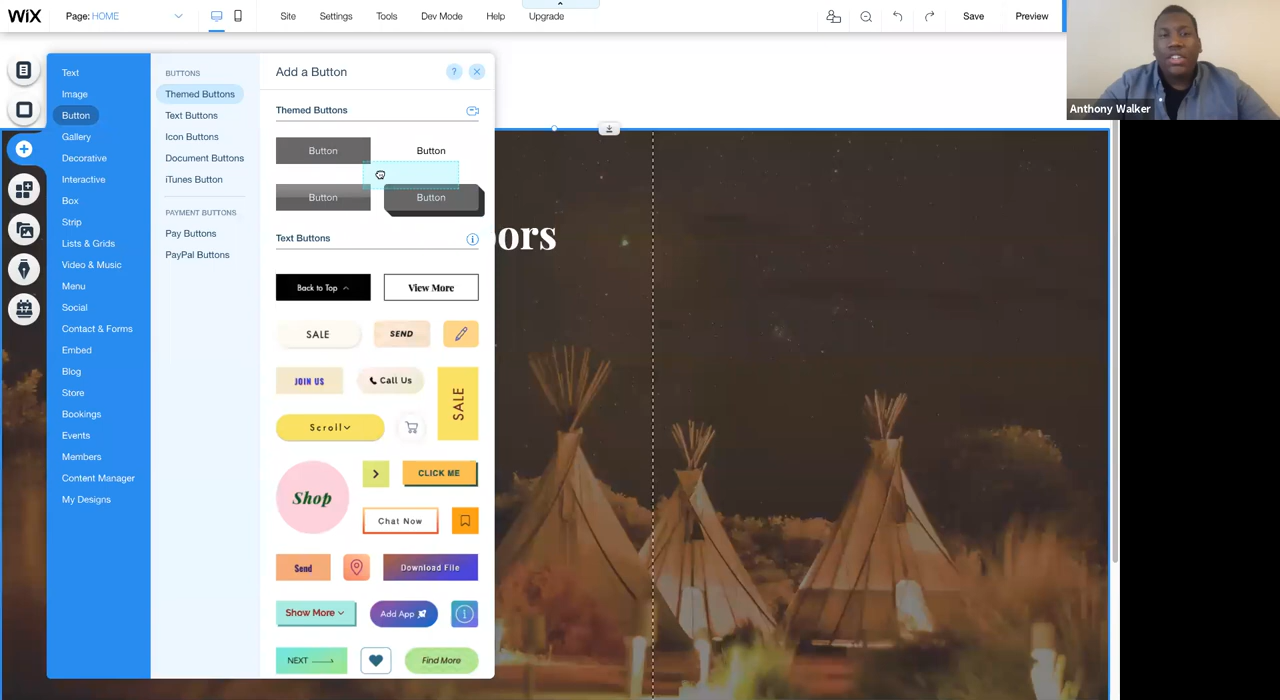 WiX
Page: HOME
Site
Settings
Tools
Dev Mode
Help
Upgrade
Save
Preview
Anthony Walker
Text
Image
Button
Gallery
Decorative
Interactive
Box
Strip
Lists & Grids
Video & Music
Menu
Social
Contact & Forms
Embed
Blog
Store
Bookings
Events
Members
Content Manager
My Designs
BUTTONS
Themed Buttons
Text Buttons
Icon Buttons
Document Buttons
iTunes Button
PAYMENT BUTTONS
Pay Buttons
PayPal Buttons
Add a Button
?
Themed Buttons
Button
Button
Button
Button
Text Buttons
Back to Top
View More
SALE
SEND
JOIN US
Call Us
SALE
Scroll
Shop
CLICK ME
Chat Now
Send
Download File
Show More
Add App
NEXT
Find More